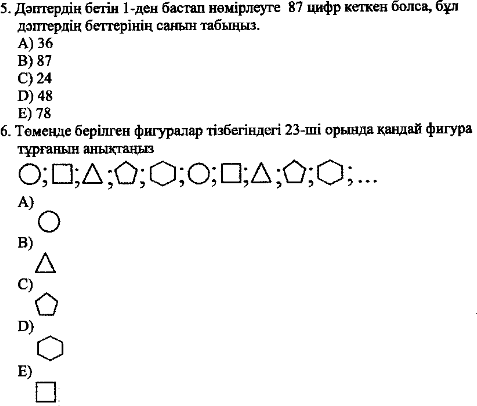 5. Дәптердің бетін 1-ден бастап нөмірлеуге 87 цифр кеткен болса, бұл
дәптердің беттерінің санын табыңыз.
A) 36
B) 87
C) 24
D) 48
E) 78
6. Төменде берілген фигуралар тізбегіндегі 23-ші орында қандай фигура
тұрғанын анықтаңыз
A)
B)
C)
D)
E)